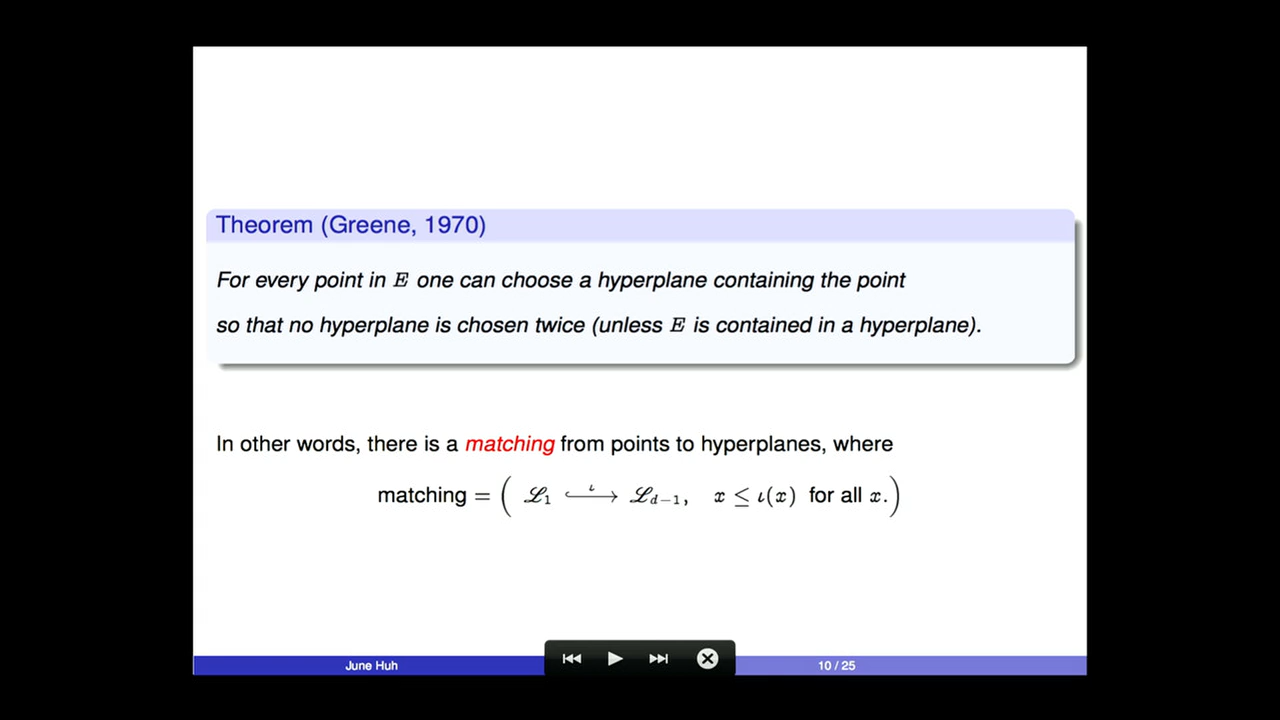 Theorem (Greene, 1970)
For every point in E one can choose a hyperplane containing the point
so that no hyperplane is chosen twice (unless E is contained in a hyperplane).
In other words, there is a matching from points to hyperplanes, where
matching = ( ℒ₁ ↪^ι ℒ_{d−1}, x ≤ ι(x) for all x. )
June Huh
10 / 25